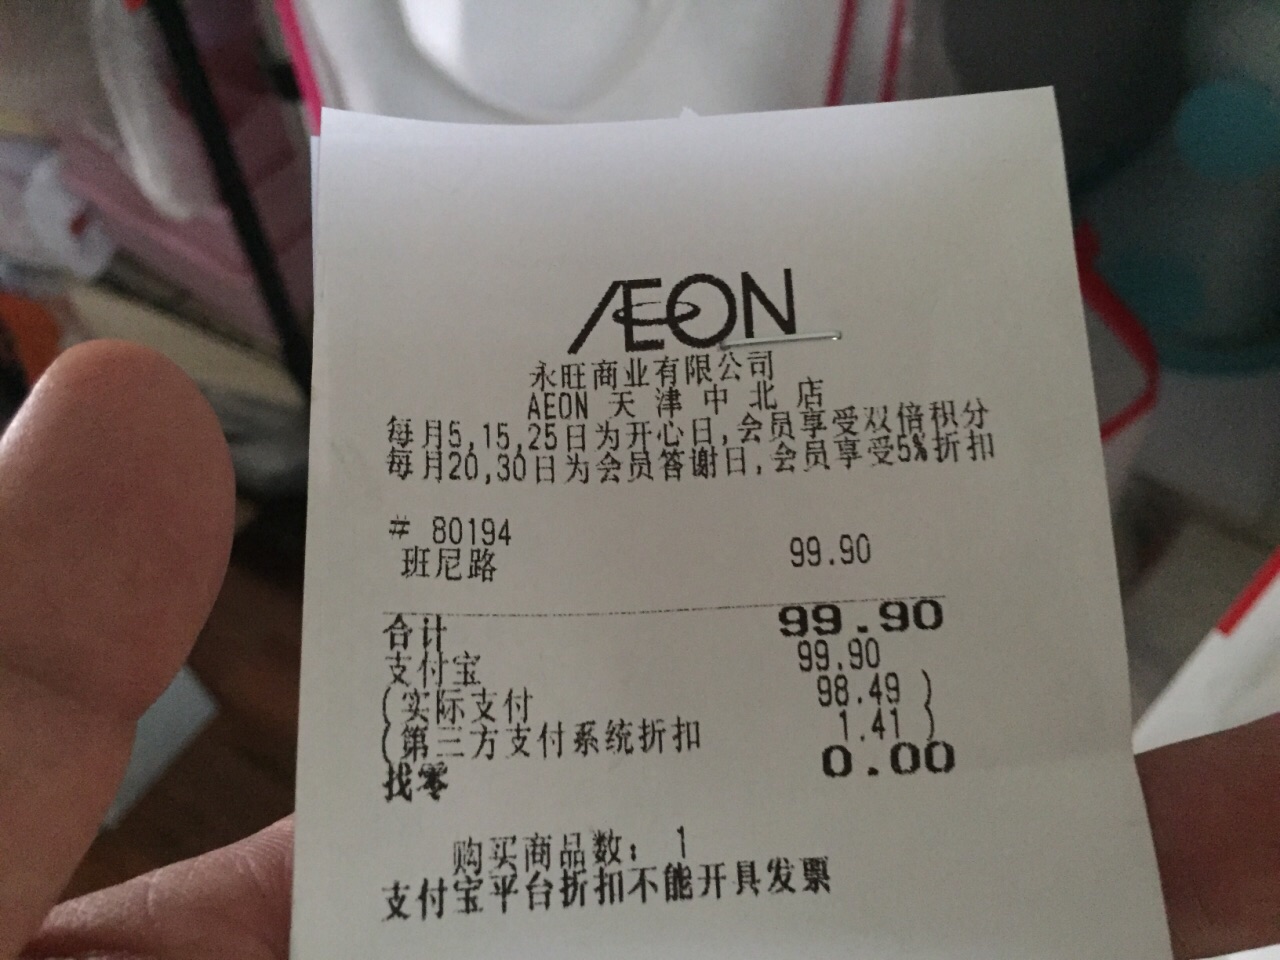 ÆON
永旺商业有限公司
AEON 天 津 中 北 店
每月5,15,25日为开心日,会员享受双倍积分
每月20,30日为会员答谢日,会员享受5%折扣
# 80194
班尼路 99.90
合计 99.90
支付宝 99.90
(实际支付 98.49 )
(第三方支付系统折扣 1.41 )
找零 0.00
购买商品数: 1
支付宝平台折扣不能开具发票